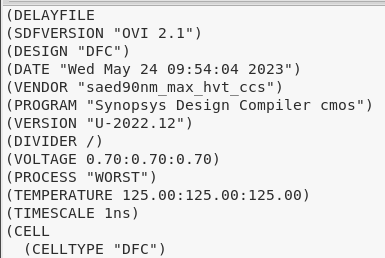 (DELAYFILE
(SDFVERSION "OVI 2.1")
(DESIGN "DFC")
(DATE "Wed May 24 09:54:04 2023")
(VENDOR "saed90nm_max_hvt_ccs")
(PROGRAM "Synopsys Design Compiler cmos")
(VERSION "U-2022.12")
(DIVIDER /)
(VOLTAGE 0.70:0.70:0.70)
(PROCESS "WORST")
(TEMPERATURE 125.00:125.00:125.00)
(TIMESCALE 1ns)
(CELL
  (CELLTYPE "DFC")